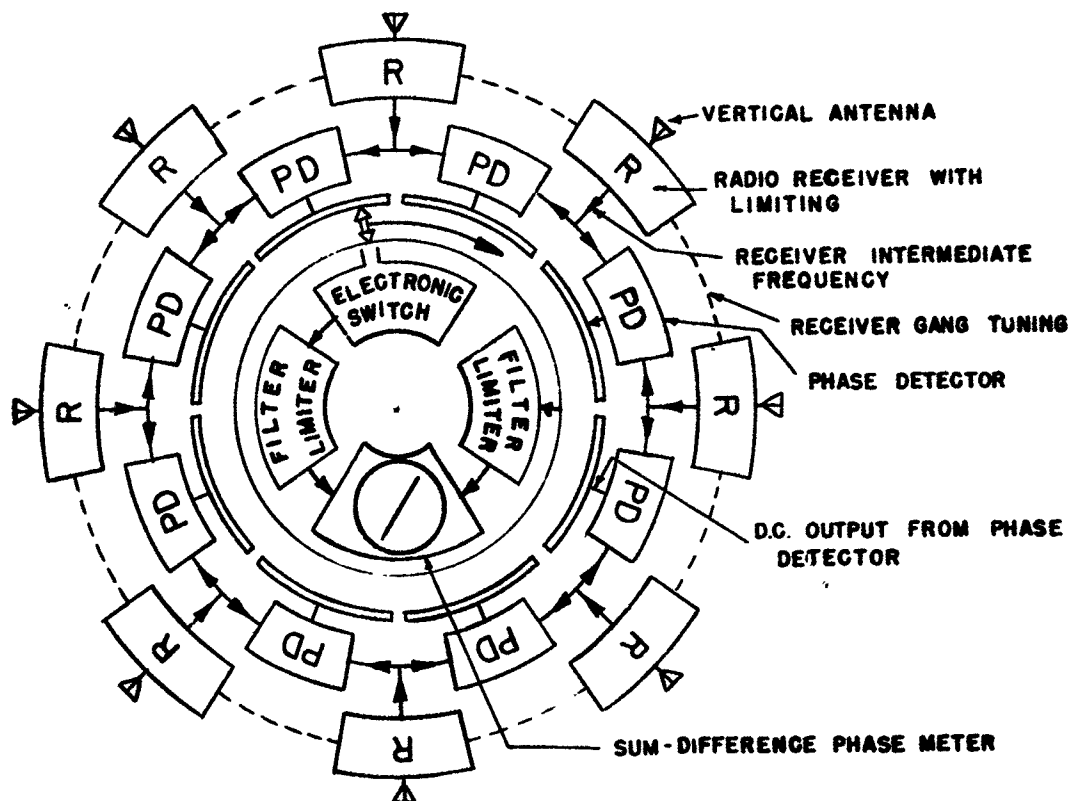 R
R
R
R
R
R
R
R
PD
PD
PD
PD
PD
PD
PD
PD
ELECTRONIC
SWITCH
FILTER
LIMITER
FILTER
LIMITER
VERTICAL ANTENNA
RADIO RECEIVER WITH
LIMITING
RECEIVER INTERMEDIATE
FREQUENCY
RECEIVER GANG TUNING
PHASE DETECTOR
D.C. OUTPUT FROM PHASE
DETECTOR
SUM-DIFFERENCE PHASE METER